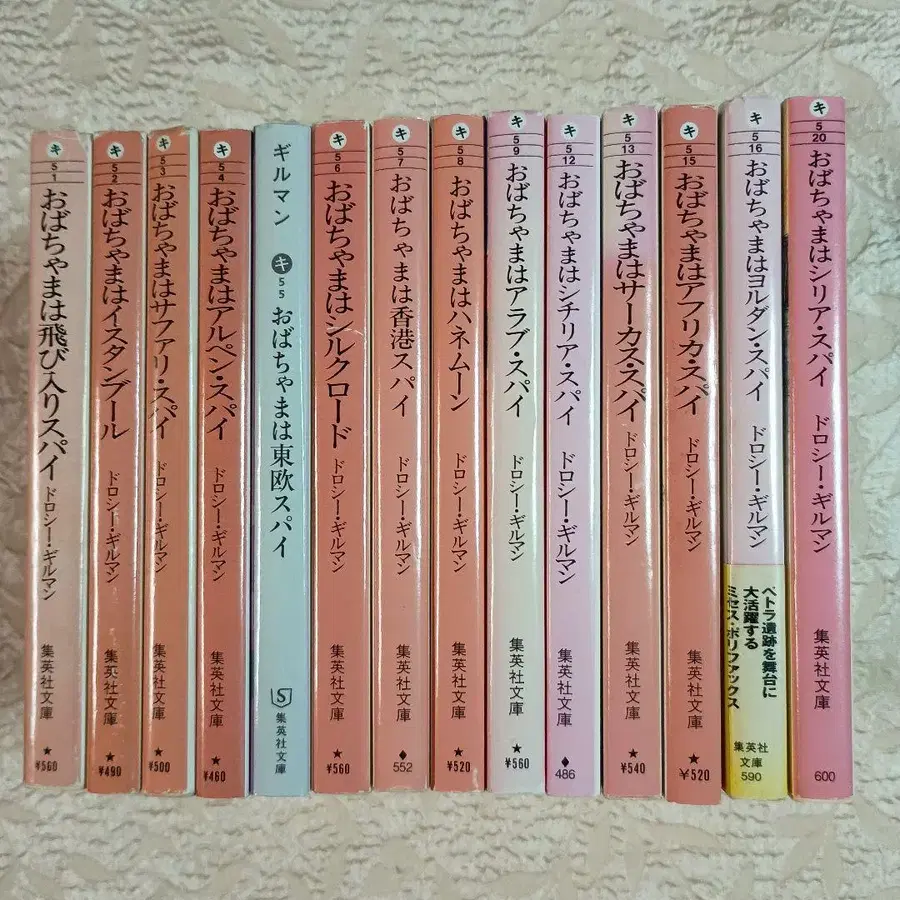 キ
5
1
おばちゃまは飛び入りスパイ
ドロシー・ギルマン
集英社文庫
★
¥560
キ
5
2
おばちゃまはイスタンブール
ドロシー・ギルマン
集英社文庫
★
¥490
キ
5
3
おばちゃまはサファリ・スパイ
ドロシー・ギルマン
集英社文庫
★
¥500
キ
5
4
おばちゃまはアルペン・スパイ
ドロシー・ギルマン
集英社文庫
★
¥460
ギルマン
キ
55
おばちゃまは東欧スパイ
S
集英社文庫
キ
5
6
おばちゃまはシルクロード
ドロシー・ギルマン
集英社文庫
★
¥560
キ
5
7
おばちゃまは香港スパイ
ドロシー・ギルマン
集英社文庫
♦
552
キ
5
8
おばちゃまはハネムーン
ドロシー・ギルマン
集英社文庫
★
¥520
キ
5
9
おばちゃまはアラブ・スパイ
ドロシー・ギルマン
集英社文庫
★
¥560
キ
5
12
おばちゃまはシチリア・スパイ
ドロシー・ギルマン
集英社文庫
♦
486
キ
5
13
おばちゃまはサーカス・スパイ
ドロシー・ギルマン
集英社文庫
★
¥540
キ
5
15
おばちゃまはアフリカ・スパイ
ドロシー・ギルマン
集英社文庫
★
¥520
キ
5
16
おばちゃまはヨルダン・スパイ
ドロシー・ギルマン
ペトラ遺跡を舞台に
大活躍する
ミセス・ポリファックス
集英社
文庫
590
キ
5
20
おばちゃまはシリア・スパイ
ドロシー・ギルマン
集英社文庫
600